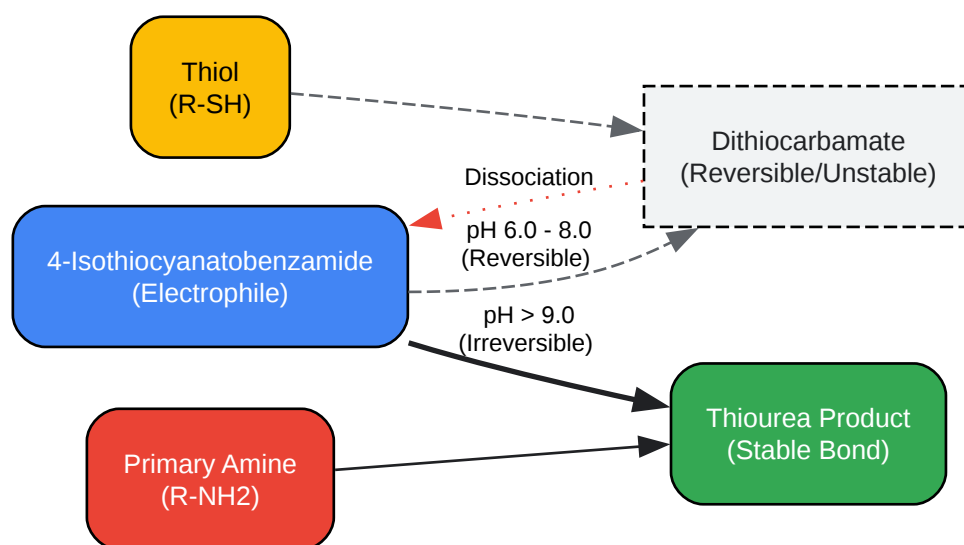 Thiol
(R-SH)
Dithiocarbamate
(Reversible/Unstable)
Dissociation
pH 6.0 - 8.0
(Reversible)
4-Isothiocyanatobenzamide
(Electrophile)
pH > 9.0
(Irreversible)
Thiourea Product
(Stable Bond)
Primary Amine
(R-NH2)